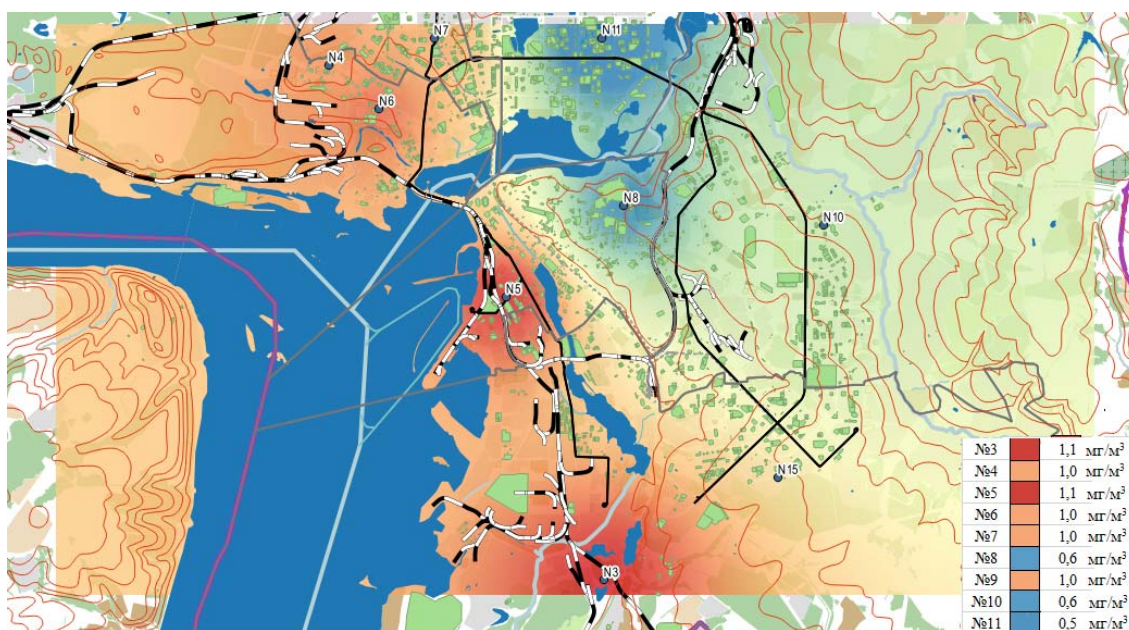 N7
N11
N4
N6
N8
N10
N5
N15
N3
№3 1,1 мг/м³
№4 1,0 мг/м³
№5 1,1 мг/м³
№6 1,0 мг/м³
№7 1,0 мг/м³
№8 0,6 мг/м³
№9 1,0 мг/м³
№10 0,6 мг/м³
№11 0,5 мг/м³